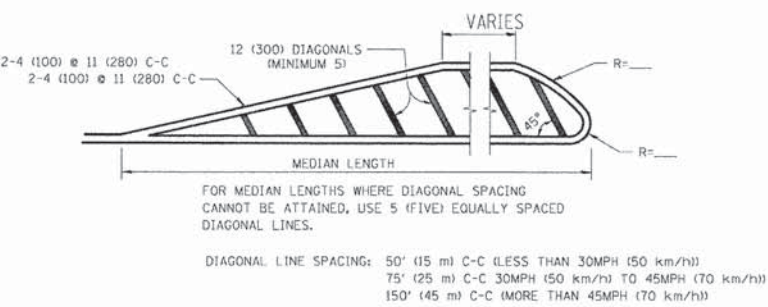 VARIES
12 (300) DIAGONALS
(MINIMUM 5)
2-4 (100) @ 11 (280) C-C
2-4 (100) @ 11 (280) C-C
R=___
45°
R=___
MEDIAN LENGTH
FOR MEDIAN LENGTHS WHERE DIAGONAL SPACING
CANNOT BE ATTAINED, USE 5 (FIVE) EQUALLY SPACED
DIAGONAL LINES.
DIAGONAL LINE SPACING: 50' (15 m) C-C (LESS THAN 30MPH (50 km/h))
75' (25 m) C-C 30MPH (50 km/h) TO 45MPH (70 km/h))
150' (45 m) C-C (MORE THAN 45MPH (70 km/h))